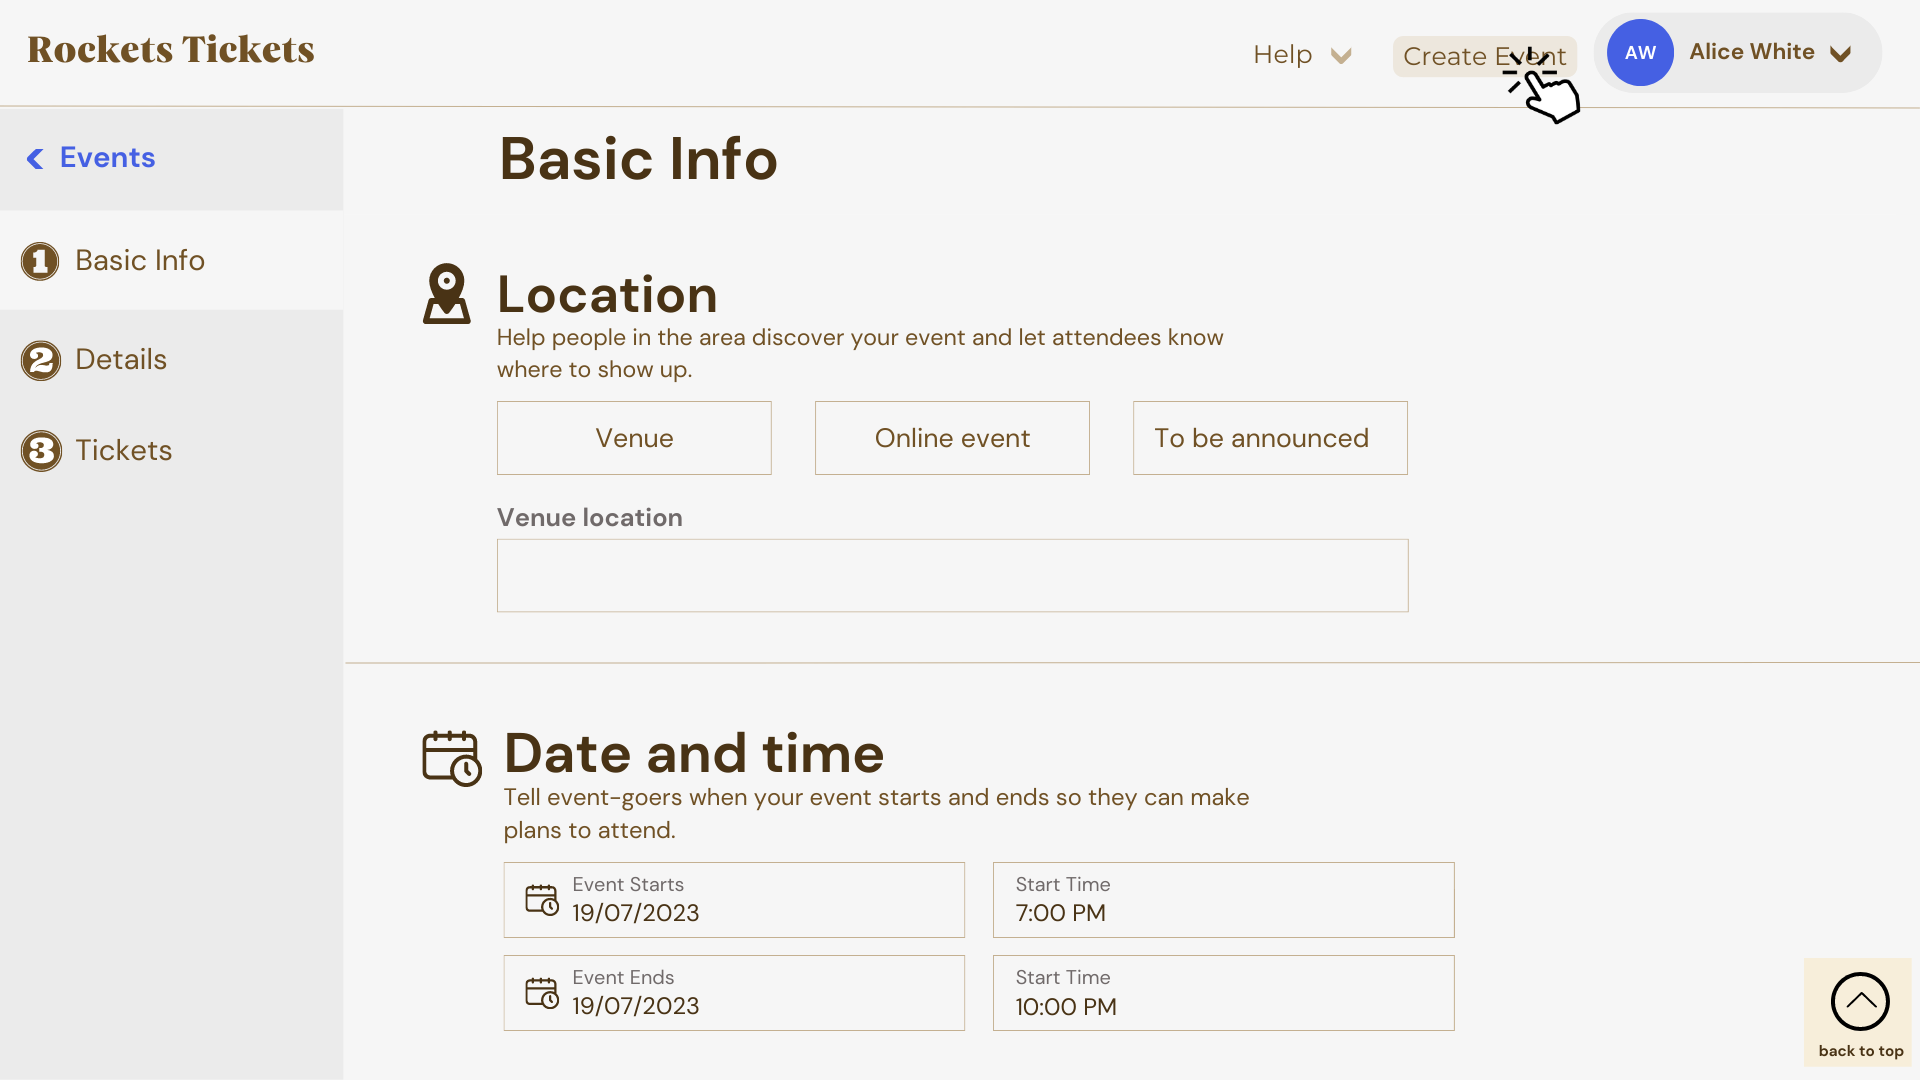 Rockets Tickets
Help
Create Event
AW
Alice White
Events
1 Basic Info
2 Details
3 Tickets
Basic Info
Location
Help people in the area discover your event and let attendees know
where to show up.
Venue
Online event
To be announced
Venue location
Date and time
Tell event-goers when your event starts and ends so they can make
plans to attend.
Event Starts
19/07/2023
Start Time
7:00 PM
Event Ends
19/07/2023
Start Time
10:00 PM
back to top